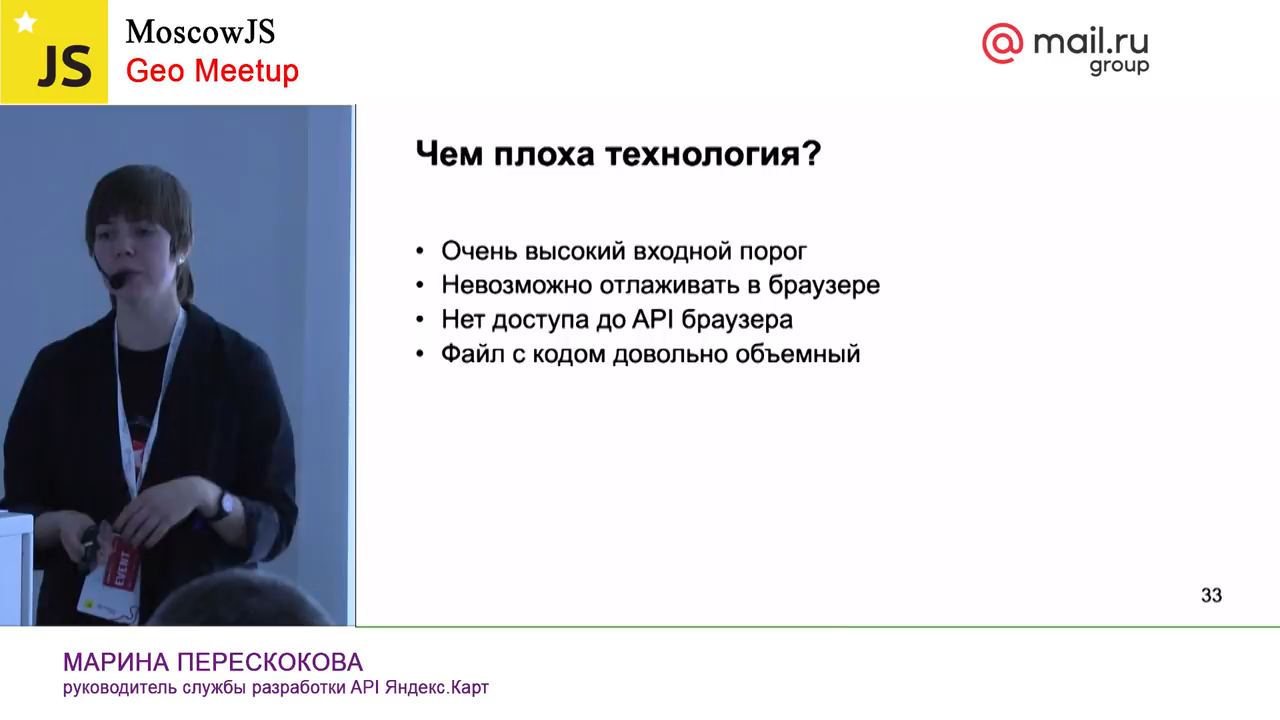 JS
MoscowJS
Geo Meetup
@mail.ru
group
Чем плоха технология?
• Очень высокий входной порог
• Невозможно отлаживать в браузере
• Нет доступа до API браузера
• Файл с кодом довольно объемный
EVENT
33
МАРИНА ПЕРЕСКОКОВА
руководитель службы разработки API Яндекс.Карт